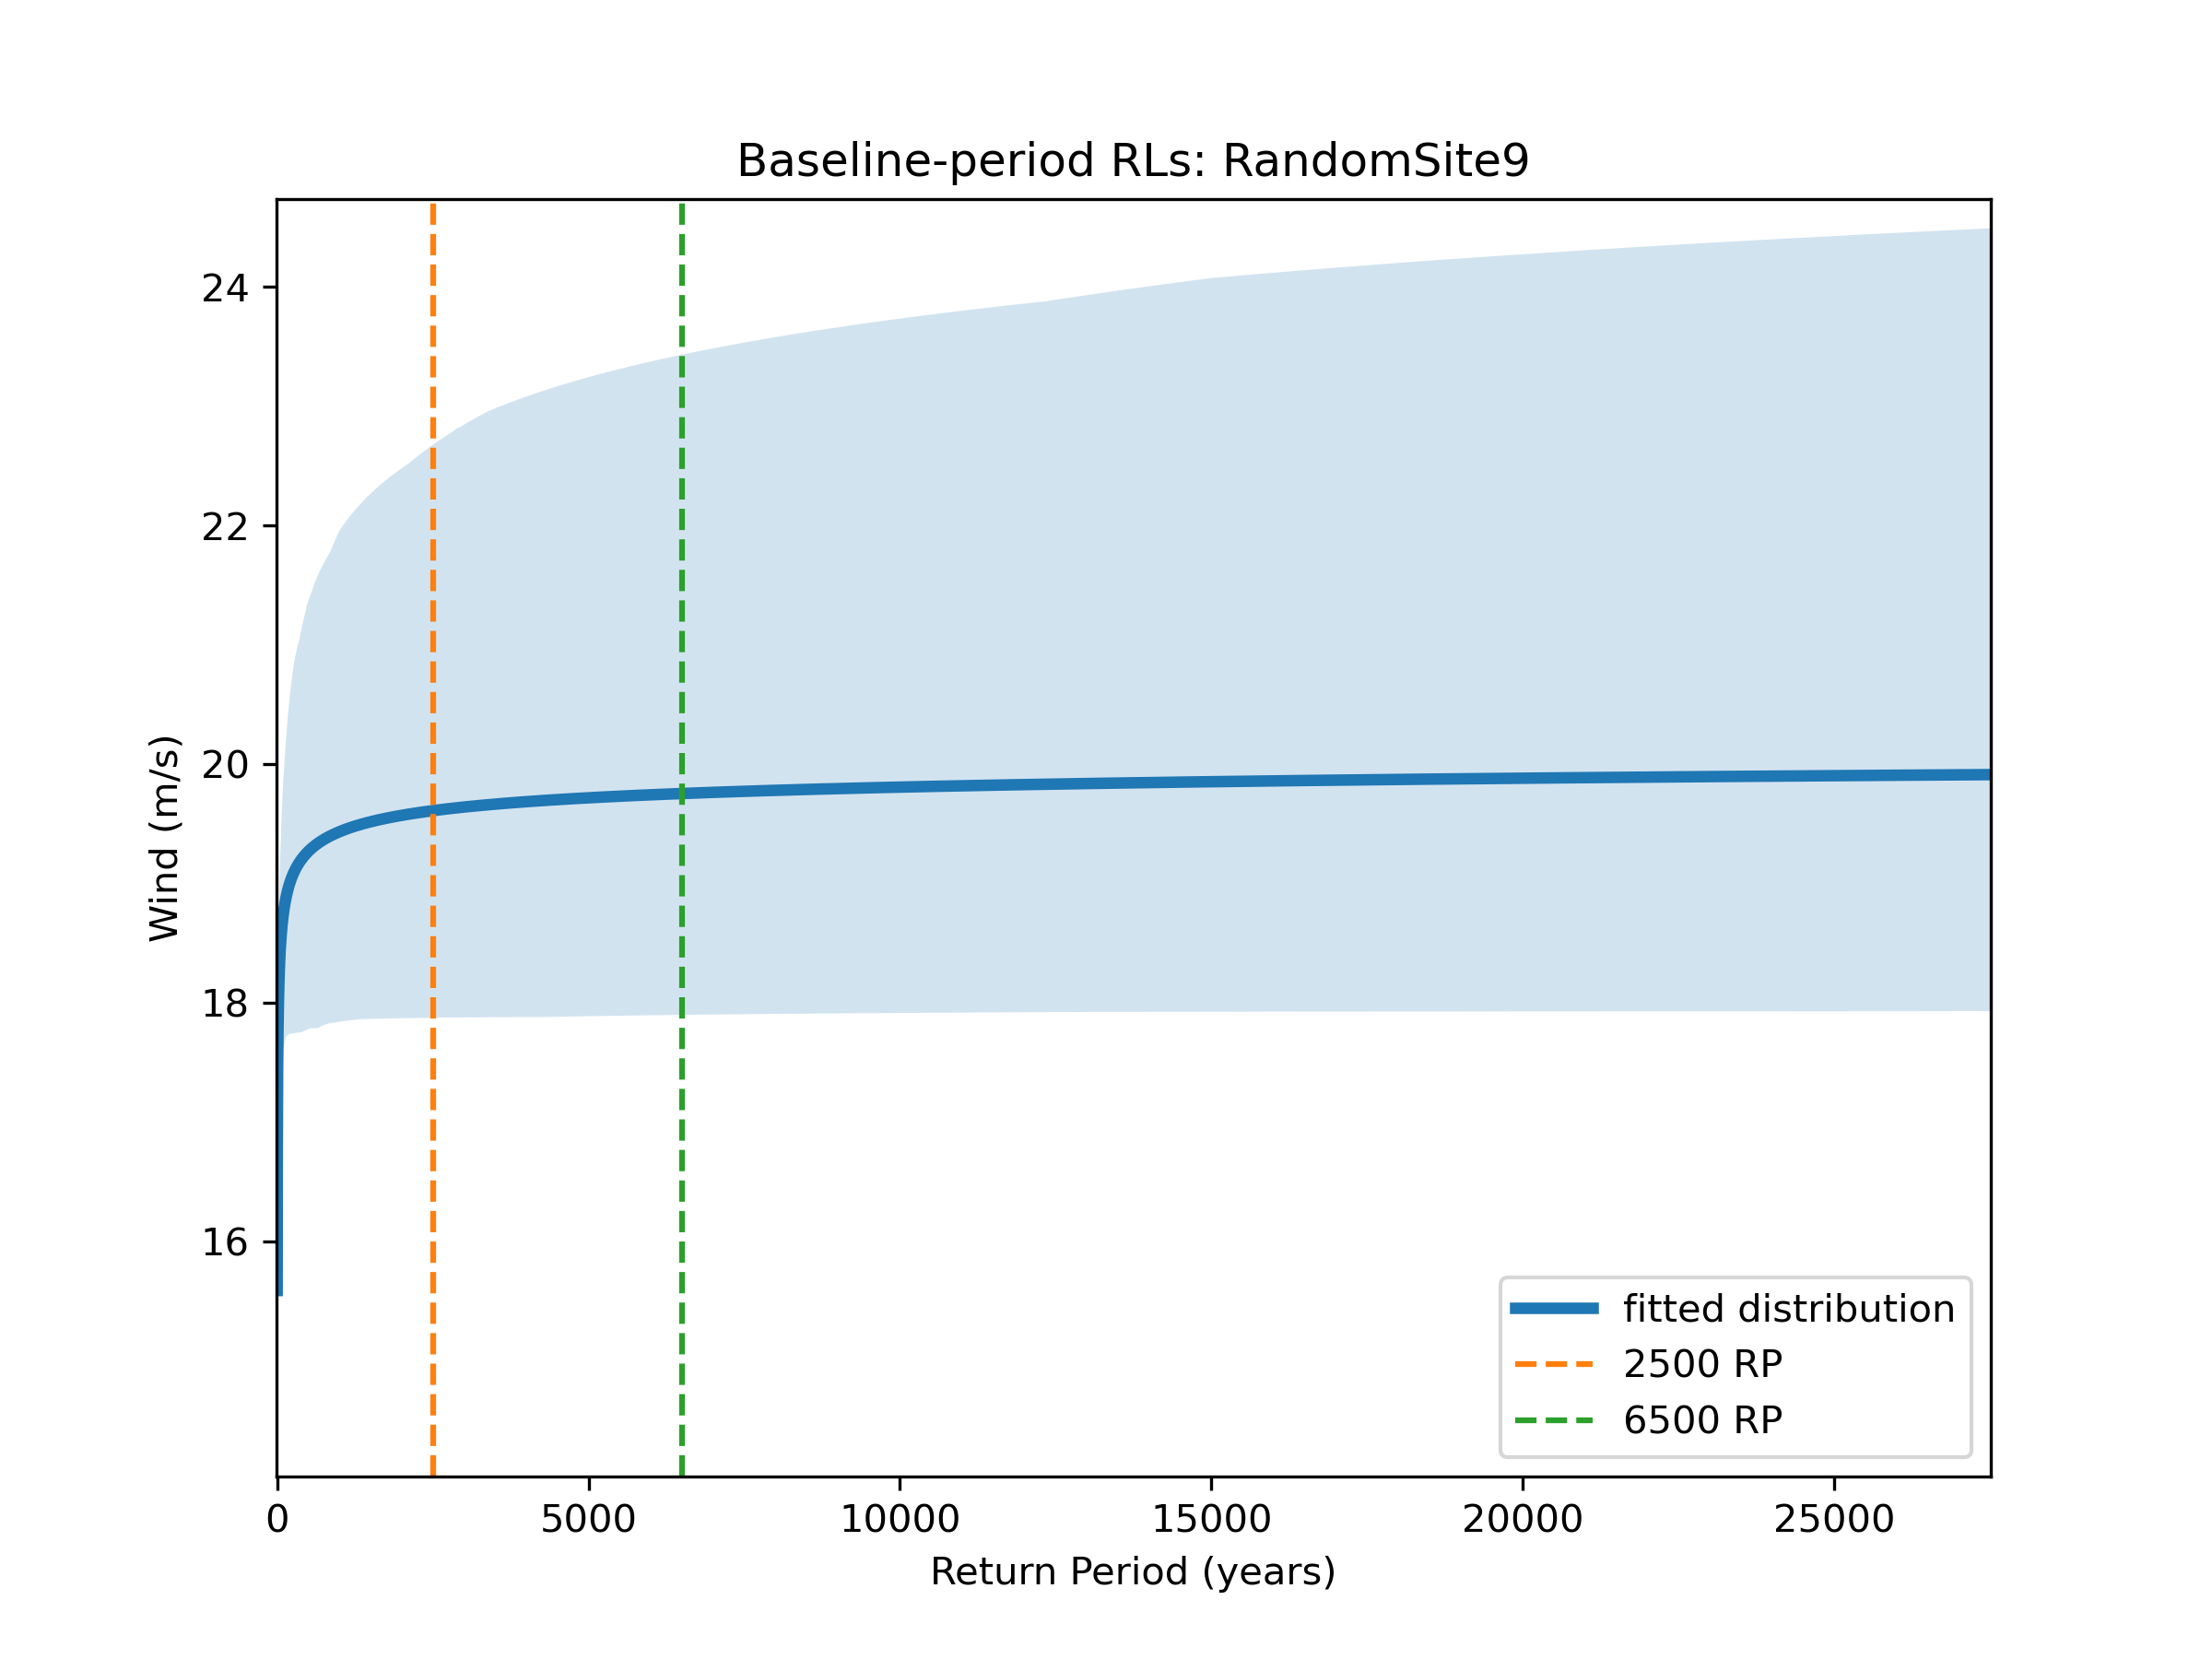 Baseline-period RLs: RandomSite9
24
22
20
18
16
Wind (m/s)
fitted distribution
2500 RP
6500 RP
0 5000 10000 15000 20000 25000
Return Period (years)